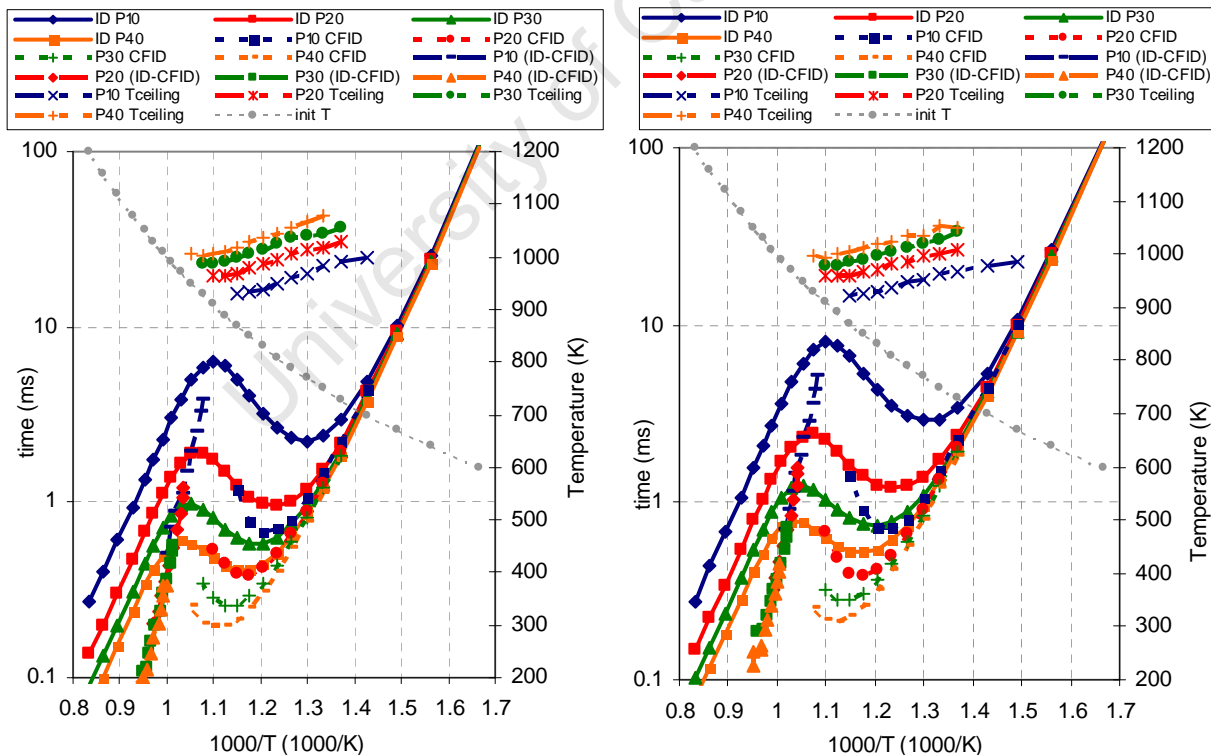 ID P10 ID P20 ID P30
ID P40 P10 CFID P20 CFID
P30 CFID P40 CFID P10 (ID-CFID)
P20 (ID-CFID) P30 (ID-CFID) P40 (ID-CFID)
P10 Tceiling P20 Tceiling P30 Tceiling
P40 Tceiling init T
100
10
1
0.1
time (ms)
1200
1100
1000
900
800
700
600
500
400
300
200
Temperature (K)
0.8 0.9 1 1.1 1.2 1.3 1.4 1.5 1.6 1.7
1000/T (1000/K)
ID P10 ID P20 ID P30
ID P40 P10 CFID P20 CFID
P30 CFID P40 CFID P10 (ID-CFID)
P20 (ID-CFID) P30 (ID-CFID) P40 (ID-CFID)
P10 Tceiling P20 Tceiling P30 Tceiling
P40 Tceiling init T
100
10
1
0.1
time (ms)
1200
1100
1000
900
800
700
600
500
400
300
200
Temperature (K)
0.8 0.9 1 1.1 1.2 1.3 1.4 1.5 1.6 1.7
1000/T (1000/K)
University of C